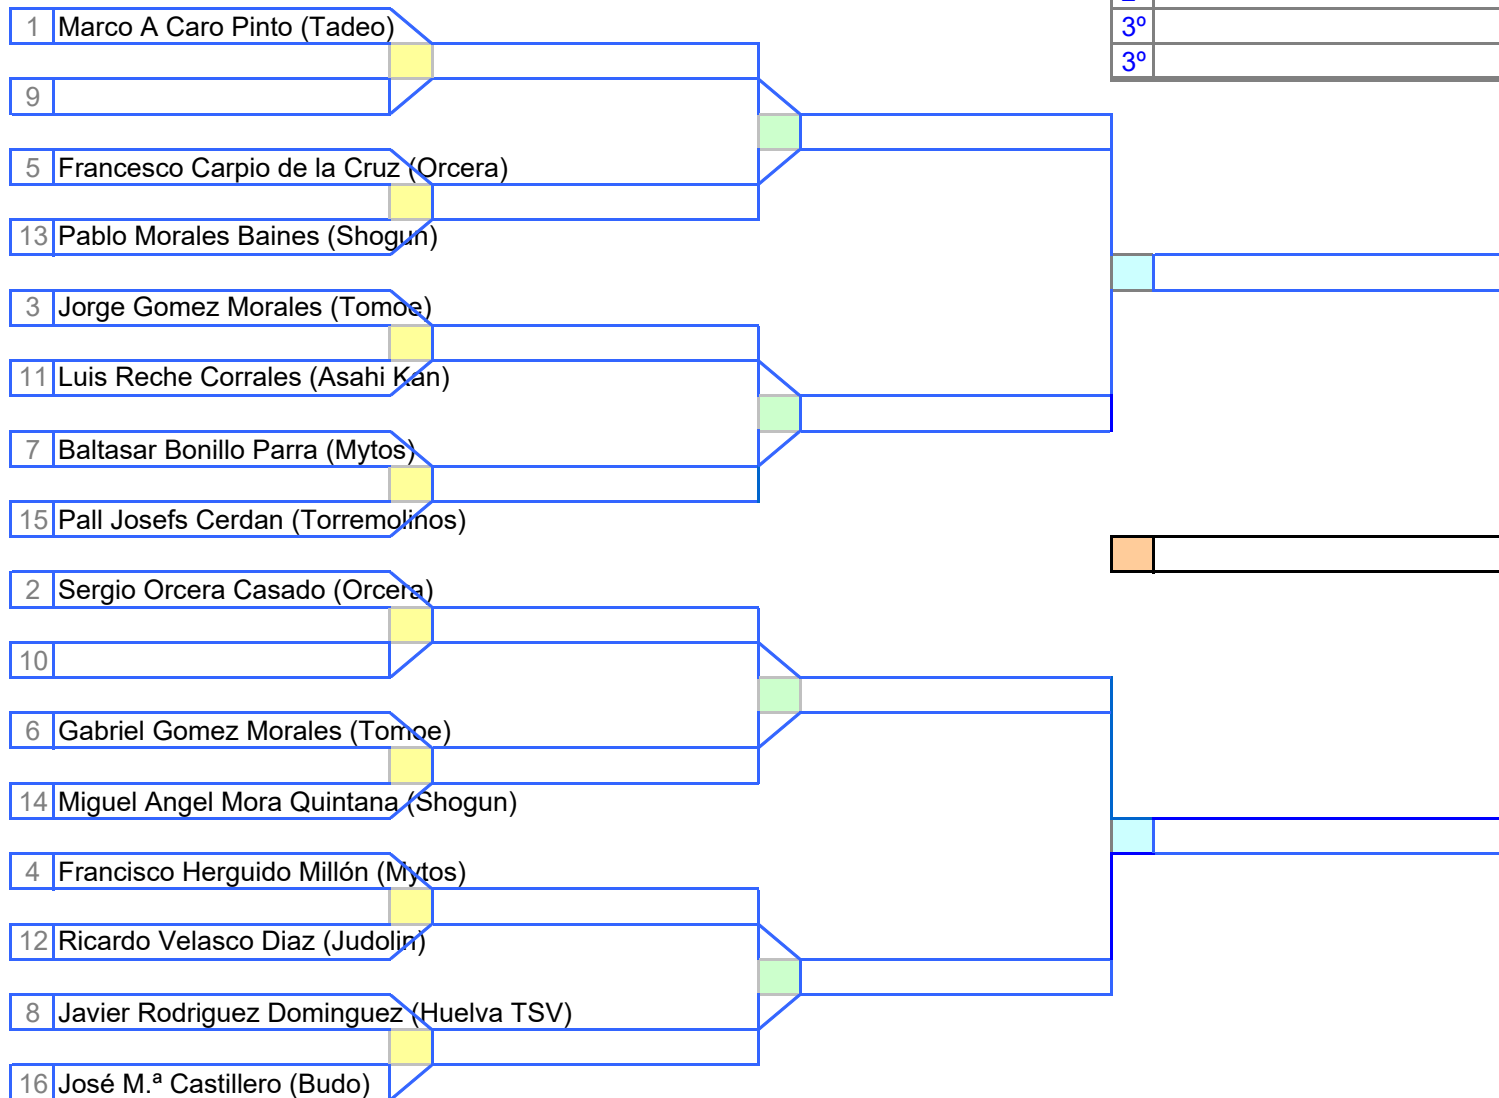 3º
3º
1 Marco A Caro Pinto (Tadeo)
9
5 Francesco Carpio de la Cruz (Orcera)
13 Pablo Morales Baines (Shogun)
3 Jorge Gomez Morales (Tomoe)
11 Luis Reche Corrales (Asahi Kan)
7 Baltasar Bonillo Parra (Mytos)
15 Pall Josefs Cerdan (Torremolinos)
2 Sergio Orcera Casado (Orcera)
10
6 Gabriel Gomez Morales (Tomoe)
14 Miguel Angel Mora Quintana (Shogun)
4 Francisco Herguido Millón (Mytos)
12 Ricardo Velasco Diaz (Judolin)
8 Javier Rodriguez Dominguez (Huelva TSV)
16 José M.ª Castillero (Budo)